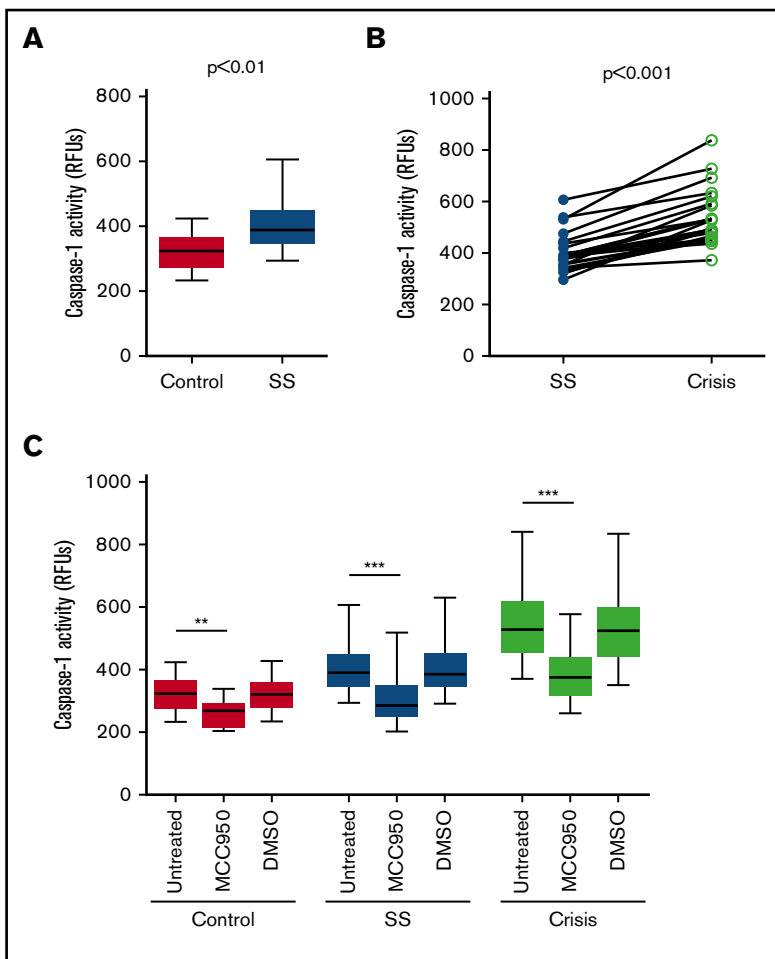 A
p<0.01
Caspase-1 activity (RFUs)
800
600
400
200
0
Control SS
B
p<0.001
Caspase-1 activity (RFUs)
1000
800
600
400
200
0
SS Crisis
C
Caspase-1 activity (RFUs)
1000
800
600
400
200
0
**
***
***
Untreated
MCC950
DMSO
Untreated
MCC950
DMSO
Untreated
MCC950
DMSO
Control SS Crisis